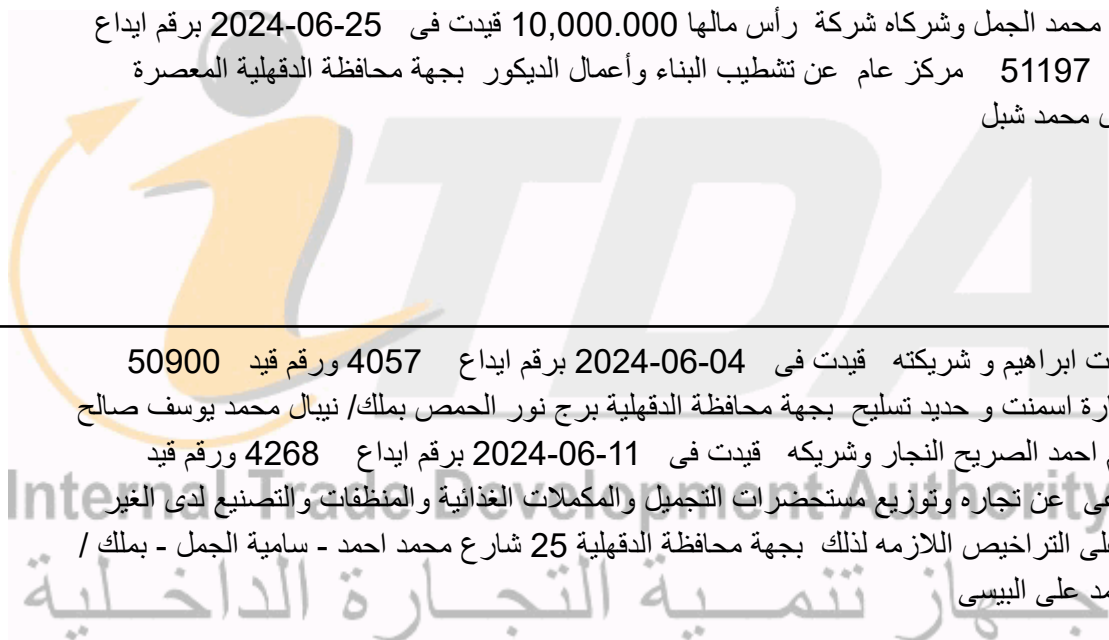 محمد الجمل وشركاه شركة رأس مالها 10,000.000 قيدت فى 25-06-2024 برقم ايداع
51197 مركز عام عن تشطيب البناء وأعمال الديكور بجهة محافظة الدقهلية المعصرة
محمد شبل
iTDA
ابراهيم و شريكته قيدت فى 04-06-2024 برقم ايداع 4057 ورقم قيد 50900
اسمنت و حديد تسليح بجهة محافظة الدقهلية برج نور الحمص بملك/ نيبال محمد يوسف صالح
احمد الصريح النجار وشريكه قيدت فى 11-06-2024 برقم ايداع 4268 ورقم قيد
Internal Trade Development Authority
عن تجاره وتوزيع مستحضرات التجميل والمكملات الغذائية والمنظفات والتصنيع لدى الغير
التراخيص اللازمه لذلك بجهة محافظة الدقهلية 25 شارع محمد احمد - سامية الجمل - بملك /
على البيسى
جهاز تنمية التجارة الداخلية